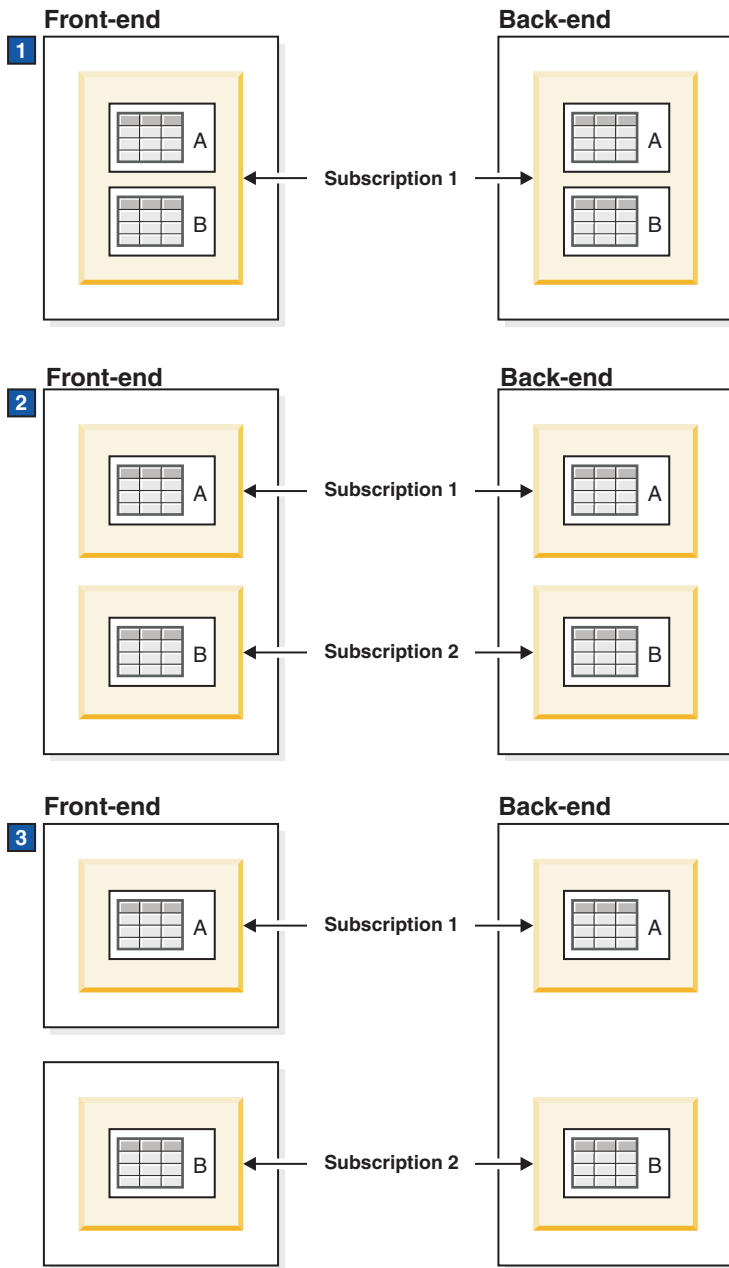 Front-end Back-end
1
A A
Subscription 1
B B
Front-end Back-end
2
A A
Subscription 1
B B
Subscription 2
Front-end Back-end
3
A A
Subscription 1
B B
Subscription 2